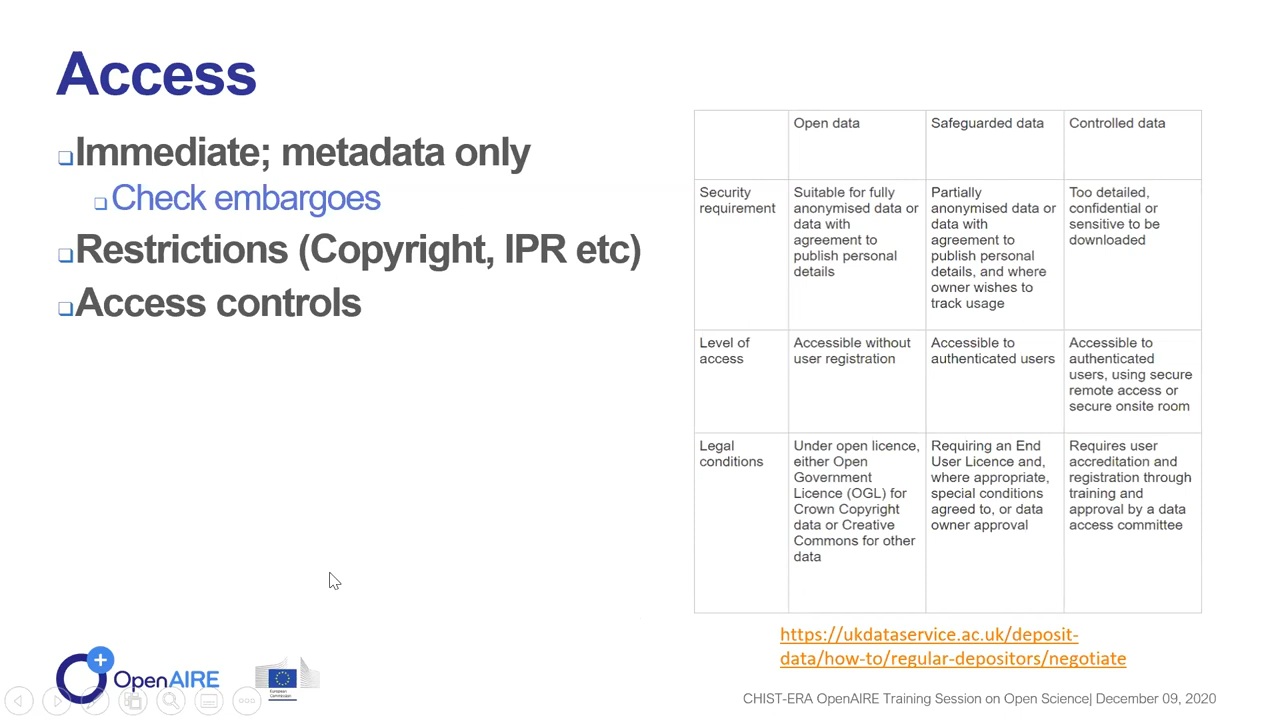 Access
Immediate; metadata only
Check embargoes
Restrictions (Copyright, IPR etc)
Access controls
Open data
Safeguarded data
Controlled data
Security
requirement
Suitable for fully
anonymised data or
data with
agreement to
publish personal
details
Partially
anonymised data or
data with
agreement to
publish personal
details, and where
owner wishes to
track usage
Too detailed,
confidential or
sensitive to be
downloaded
Level of
access
Accessible without
user registration
Accessible to
authenticated users
Accessible to
authenticated
users, using secure
remote access or
secure onsite room
Legal
conditions
Under open licence,
either Open
Government
Licence (OGL) for
Crown Copyright
data or Creative
Commons for other
data
Requiring an End
User Licence and,
where appropriate,
special conditions
agreed to, or data
owner approval
Requires user
accreditation and
registration through
training and
approval by a data
access committee
https://ukdataservice.ac.uk/deposit-
data/how-to/regular-depositors/negotiate
OpenAIRE
European
Commission
CHIST-ERA OpenAIRE Training Session on Open Science| December 09, 2020